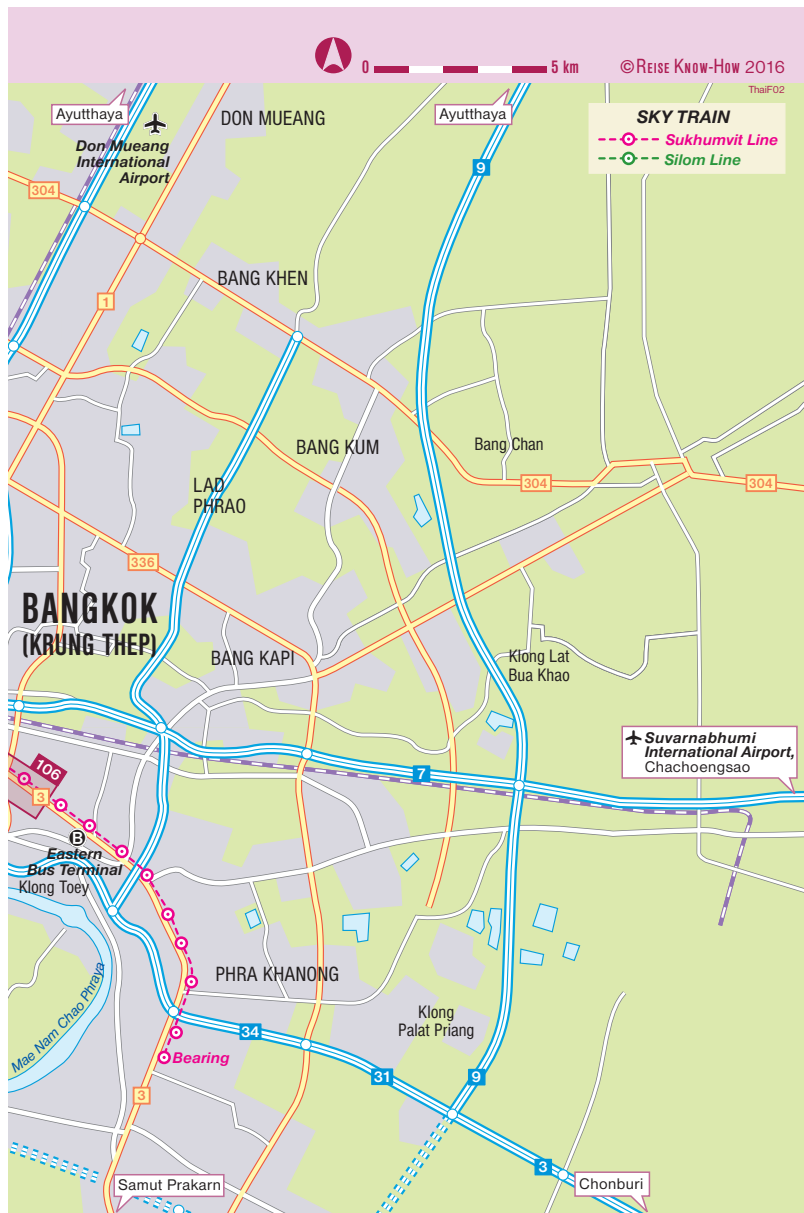 0
5 km
©REISE KNOW-HOW 2016
ThaiF02
Ayutthaya
DON MUEANG
Ayutthaya
SKY TRAIN
Sukhumvit Line
Silom Line
Don Mueang
International
Airport
9
304
BANG KHEN
1
BANG KUM
Bang Chan
LAD
PHRAO
304
304
336
BANGKOK
(KRUNG THEP)
BANG KAPI
Klong Lat
Bua Khao
Suvarnabhumi
International Airport,
Chachoengsao
106
7
3
B
Eastern
Bus Terminal
Klong Toey
PHRA KHANONG
Mae Nam Chao Phraya
Klong
Palat Priang
34
Bearing
31
9
3
3
Samut Prakarn
Chonburi